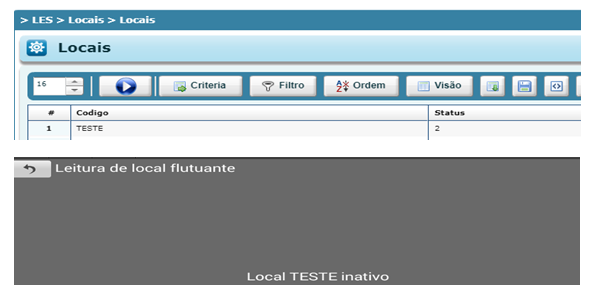 > LES > Locais > Locais
Locais
16 Criteria Filtro Ordem Visão
# Codigo Status
1 TESTE 2
Leitura de local flutuante
Local TESTE inativo